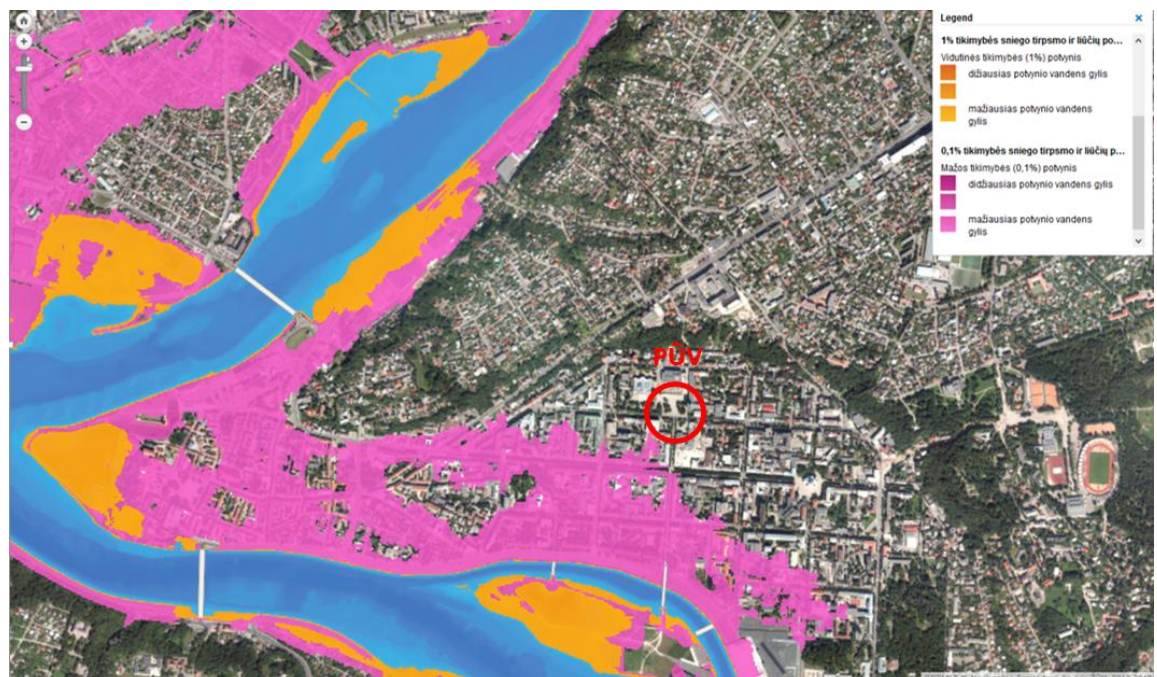 Legend
1% tikimybės sniego tirpsmo ir liūčių po...
Vidutinės tikimybės (1%) potvynis
didžiausias potvynio vandens gylis
mažiausias potvynio vandens
gylis
0,1% tikimybės sniego tirpsmo ir liūčių p...
Mažos tikimybės (0,1%) potvynis
didžiausias potvynio vandens gylis
mažiausias potvynio vandens
gylis
PŪV